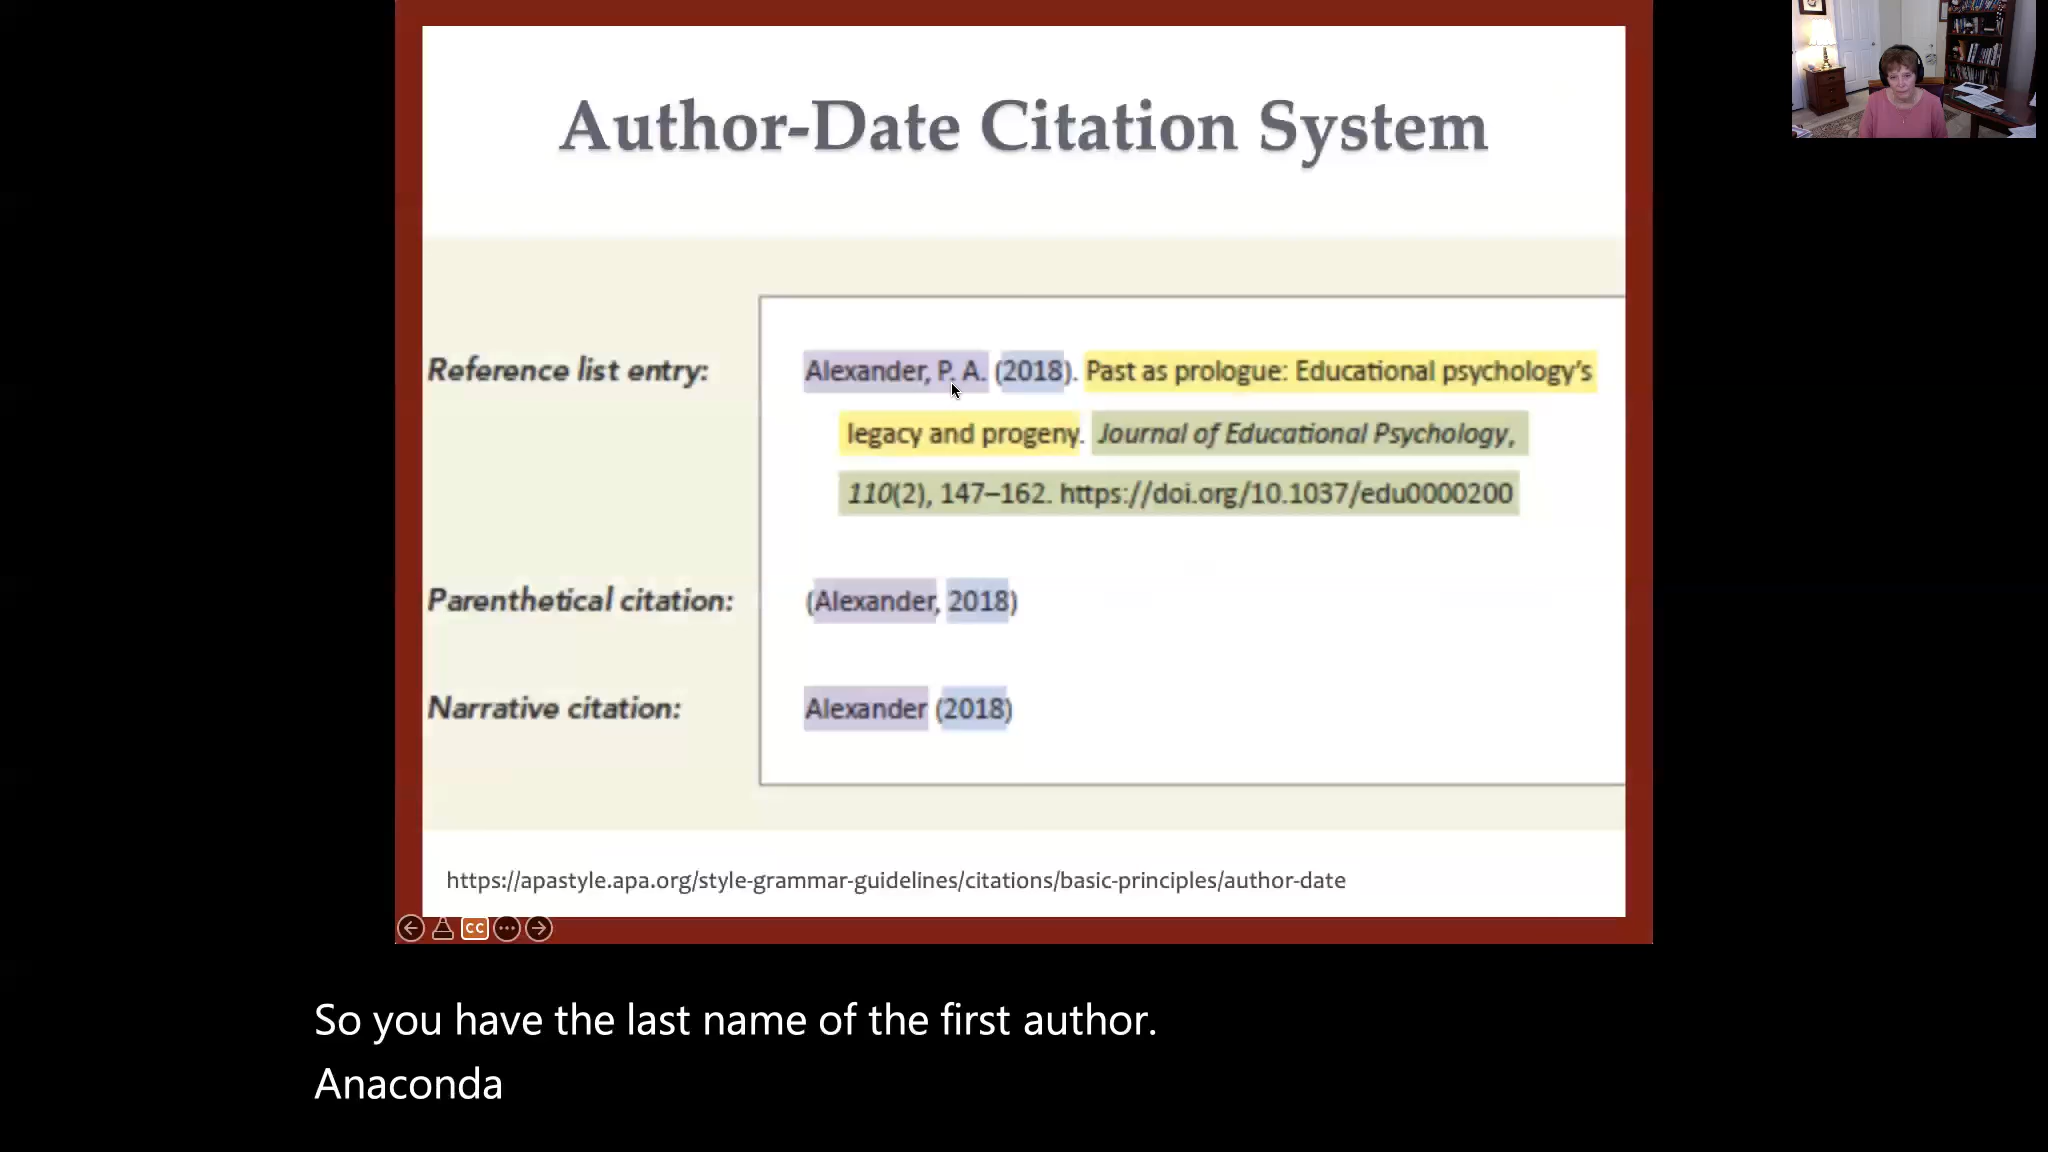 Author-Date Citation System
Reference list entry:
Alexander, P. A. (2018). Past as prologue: Educational psychology's
legacy and progeny. Journal of Educational Psychology,
110(2), 147–162. https://doi.org/10.1037/edu0000200
Parenthetical citation:
(Alexander, 2018)
Narrative citation:
Alexander (2018)
https://apastyle.apa.org/style-grammar-guidelines/citations/basic-principles/author-date
CC
So you have the last name of the first author.
Anaconda